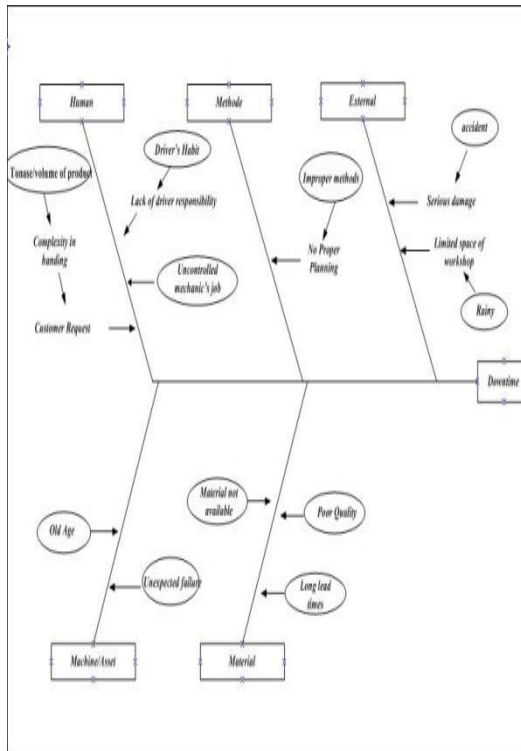 Human
Methode
External
accident
Driver's Habit
Tonase/volume of product
Improper methods
Lack of driver responsibility
Serious damage
Complexity in
handing
No Proper
Planning
Limited space of
workshop
Uncontrolled
mechanic's job
Rainy
Customer Request
Downtime
Material not
available
Poor Quality
Old Age
Unexpected failure
Long lead
times
Machine/Asset
Material